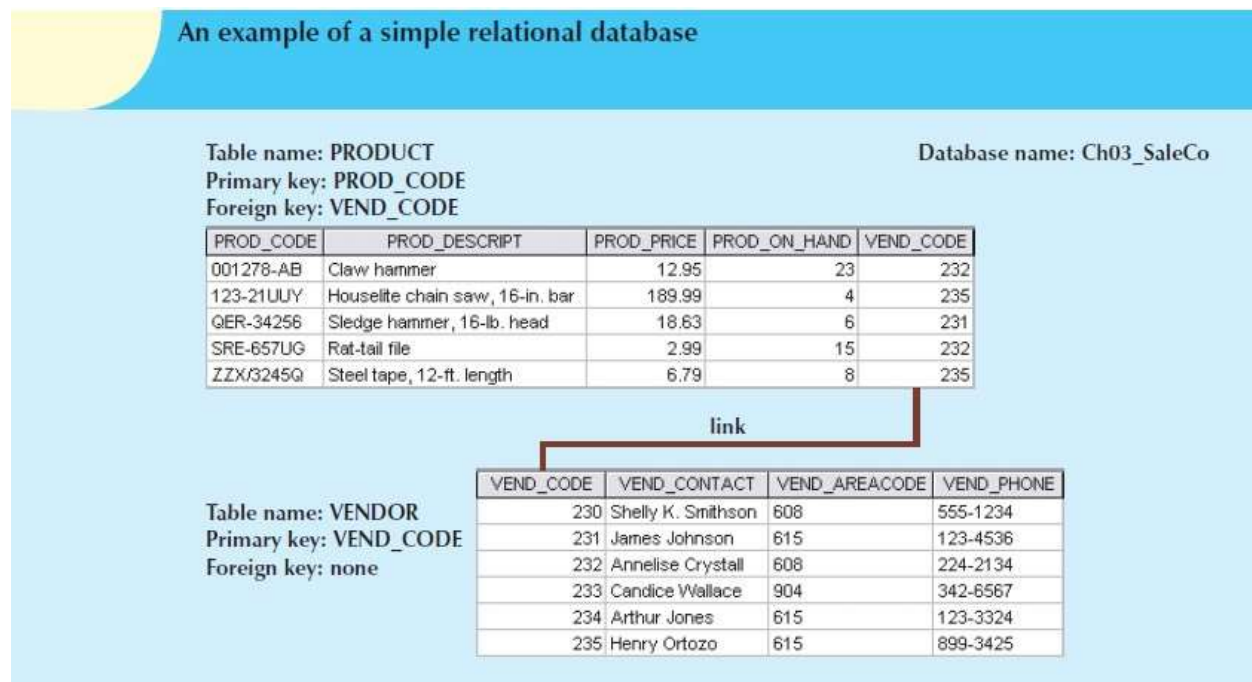 An example of a simple relational database
Table name: PRODUCT
Primary key: PROD_CODE
Foreign key: VEND_CODE
Database name: Ch03_SaleCo
PROD_CODE PROD_DESCRIPT PROD_PRICE PROD_ON_HAND VEND_CODE
001278-AB Claw hammer 12.95 23 232
123-21UUY Houselite chain saw, 16-in. bar 189.99 4 235
QER-34256 Sledge hammer, 16-lb. head 18.63 6 231
SRE-657UG Rat-tail file 2.99 15 232
ZZX/3245Q Steel tape, 12-ft. length 6.79 8 235
link
Table name: VENDOR
Primary key: VEND_CODE
Foreign key: none
VEND_CODE VEND_CONTACT VEND_AREACODE VEND_PHONE
230 Shelly K. Smithson 608 555-1234
231 James Johnson 615 123-4536
232 Annelise Crystall 608 224-2134
233 Candice Wallace 904 342-6567
234 Arthur Jones 615 123-3324
235 Henry Ortozo 615 899-3425